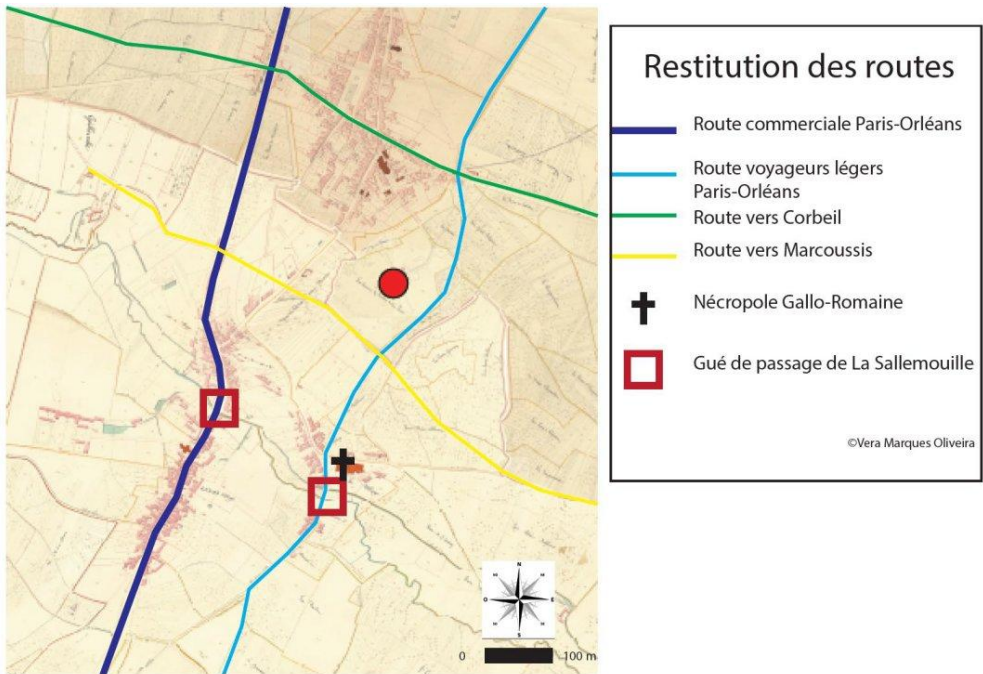 Restitution des routes
Route commerciale Paris-Orléans
Route voyageurs légers
Paris-Orléans
Route vers Corbeil
Route vers Marcoussis
Nécropole Gallo-Romaine
Gué de passage de La Sallemouille
©Vera Marques Oliveira
N
O
E
S
0
100 m